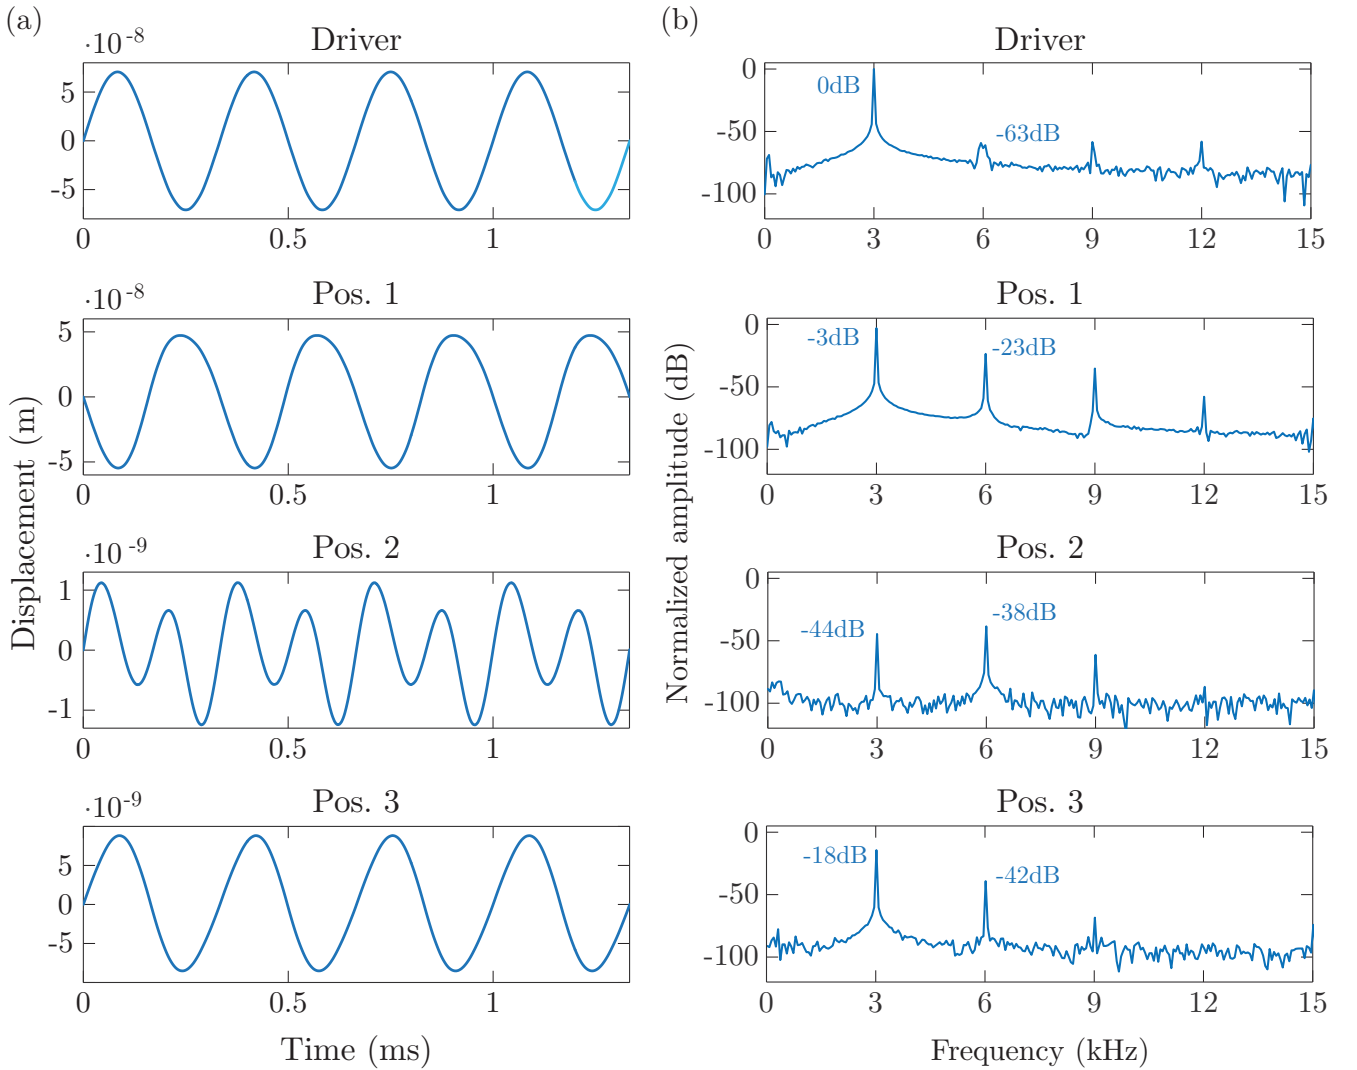 (a)
(b)
Driver
·10^-8
5
0
-5
0 0.5 1
Pos. 1
·10^-8
5
0
-5
0 0.5 1
Pos. 2
·10^-9
1
0
-1
0 0.5 1
Pos. 3
·10^-9
5
0
-5
0 0.5 1
Displacement (m)
Time (ms)
Driver
0
-50
-100
0dB
-63dB
0 3 6 9 12 15
Pos. 1
0
-50
-100
-3dB
-23dB
0 3 6 9 12 15
Pos. 2
0
-50
-100
-44dB
-38dB
0 3 6 9 12 15
Pos. 3
0
-50
-100
-18dB
-42dB
0 3 6 9 12 15
Normalized amplitude (dB)
Frequency (kHz)